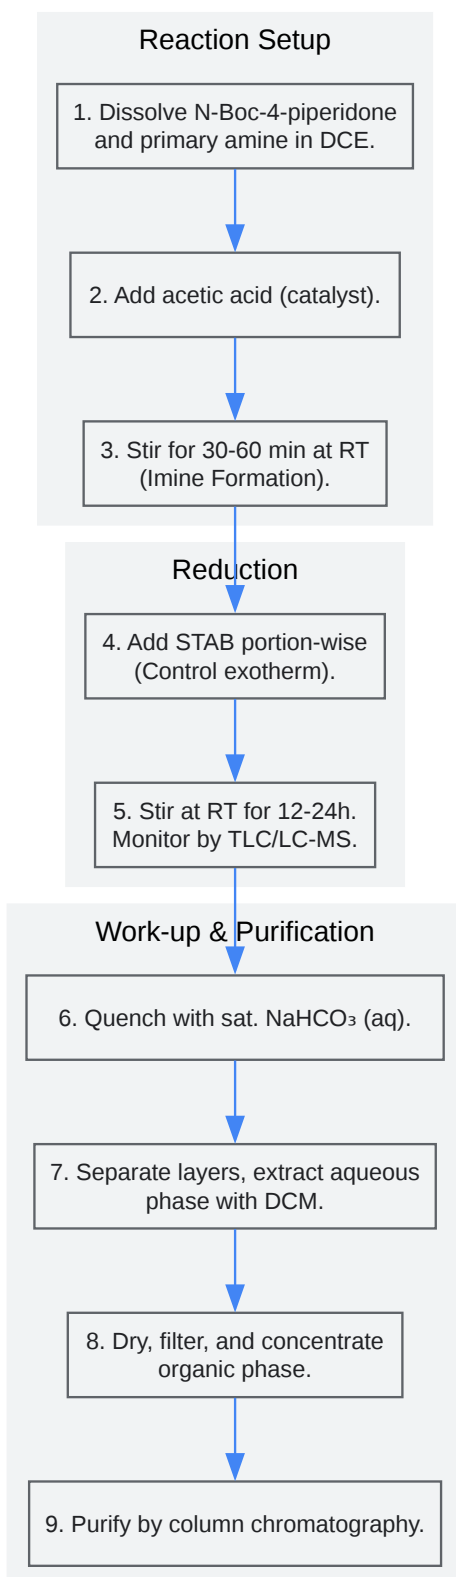 Reaction Setup
1. Dissolve N-Boc-4-piperidone
and primary amine in DCE.
2. Add acetic acid (catalyst).
3. Stir for 30-60 min at RT
(Imine Formation).
Reduction
4. Add STAB portion-wise
(Control exotherm).
5. Stir at RT for 12-24h.
Monitor by TLC/LC-MS.
Work-up & Purification
6. Quench with sat. NaHCO₃ (aq).
7. Separate layers, extract aqueous
phase with DCM.
8. Dry, filter, and concentrate
organic phase.
9. Purify by column chromatography.